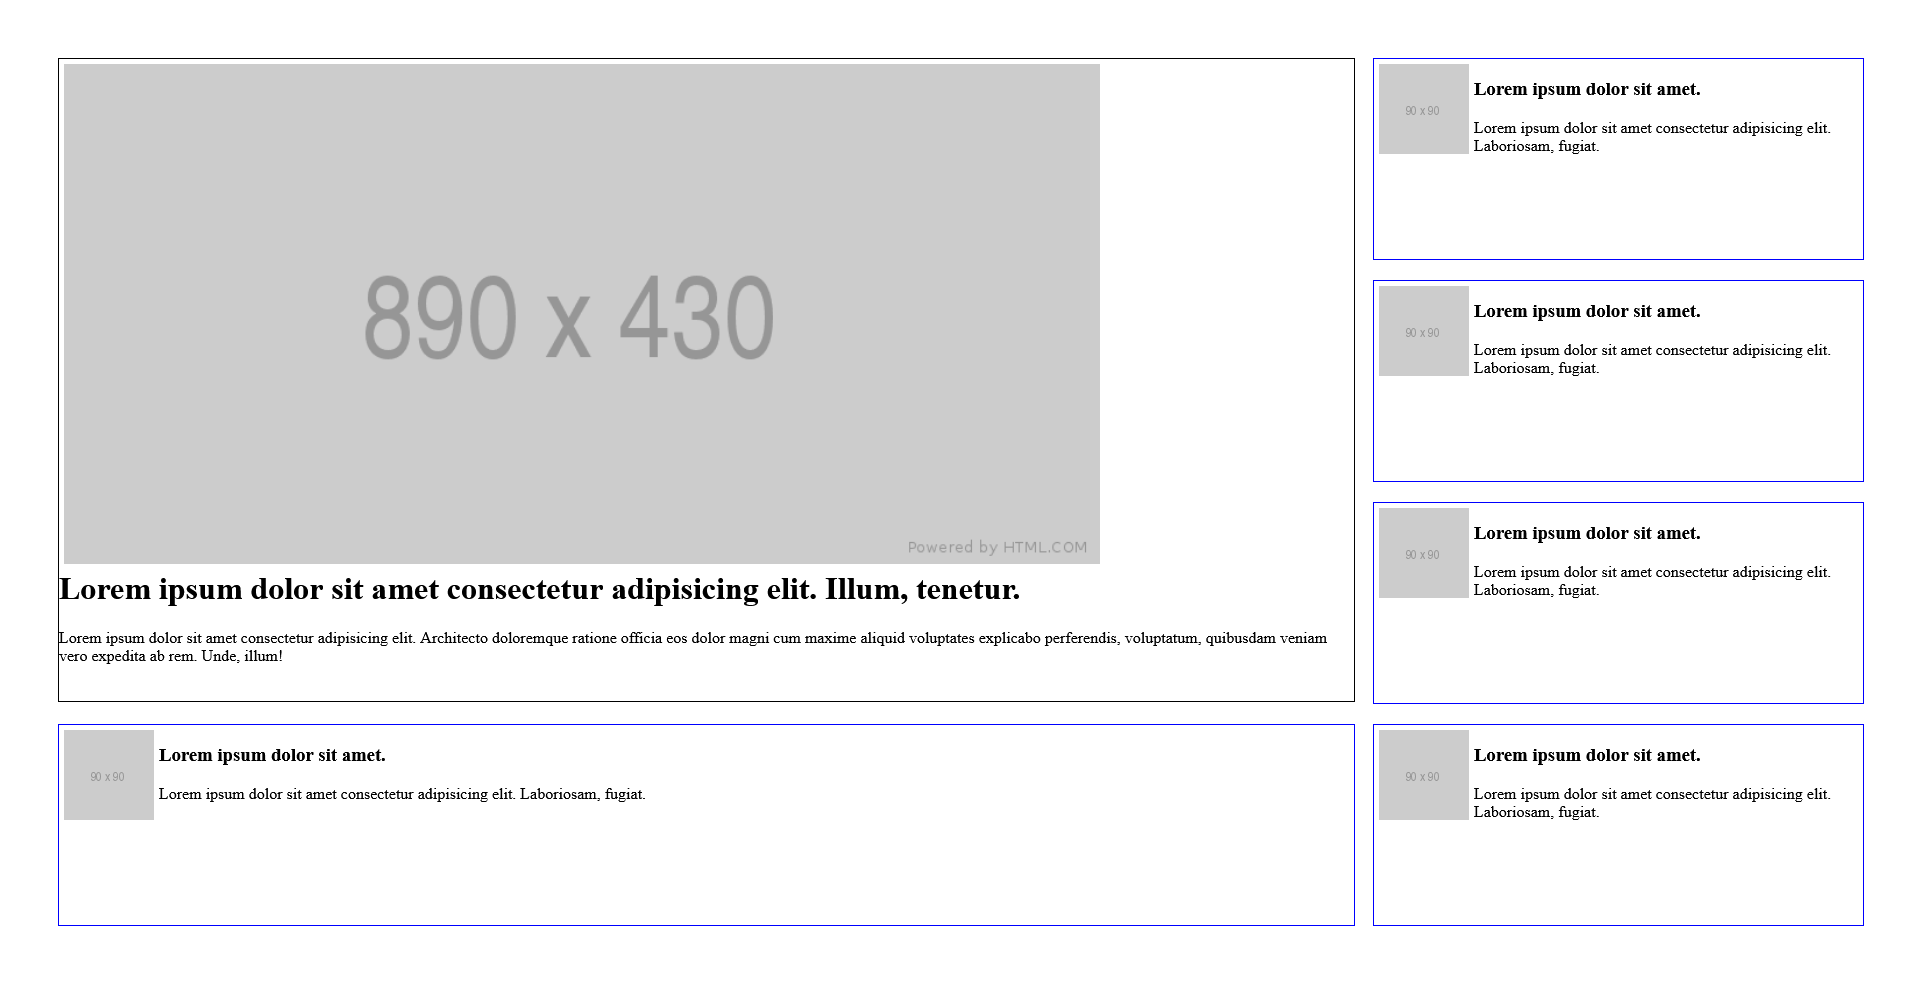 890 x 430
Powered by HTML.COM
Lorem ipsum dolor sit amet consectetur adipisicing elit. Illum, tenetur.
Lorem ipsum dolor sit amet consectetur adipisicing elit. Architecto doloremque ratione officia eos dolor magni cum maxime aliquid voluptates explicabo perferendis, voluptatum, quibusdam veniam
vero expedita ab rem. Unde, illum!
90 x 90
Lorem ipsum dolor sit amet.
Lorem ipsum dolor sit amet consectetur adipisicing elit.
Laboriosam, fugiat.
90 x 90
Lorem ipsum dolor sit amet.
Lorem ipsum dolor sit amet consectetur adipisicing elit.
Laboriosam, fugiat.
90 x 90
Lorem ipsum dolor sit amet.
Lorem ipsum dolor sit amet consectetur adipisicing elit.
Laboriosam, fugiat.
90 x 90
Lorem ipsum dolor sit amet.
Lorem ipsum dolor sit amet consectetur adipisicing elit. Laboriosam, fugiat.
90 x 90
Lorem ipsum dolor sit amet.
Lorem ipsum dolor sit amet consectetur adipisicing elit.
Laboriosam, fugiat.